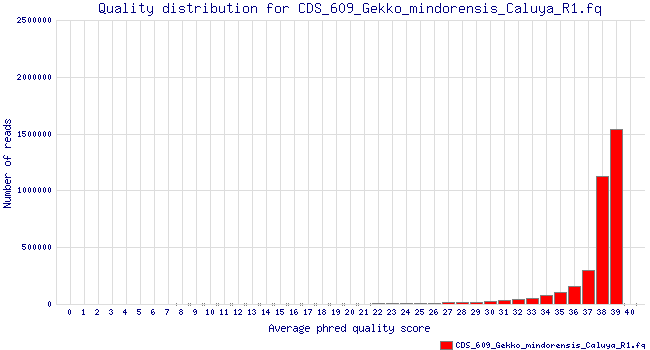 Quality distribution for CDS_609_Gekko_mindorensis_Caluya_R1.fq
2500000
2000000
1500000
1000000
500000
0
Number of reads
0 1 2 3 4 5 6 7 8 9 10 11 12 13 14 15 16 17 18 19 20 21 22 23 24 25 26 27 28 29 30 31 32 33 34 35 36 37 38 39 40
Average phred quality score
CDS_609_Gekko_mindorensis_Caluya_R1.fq